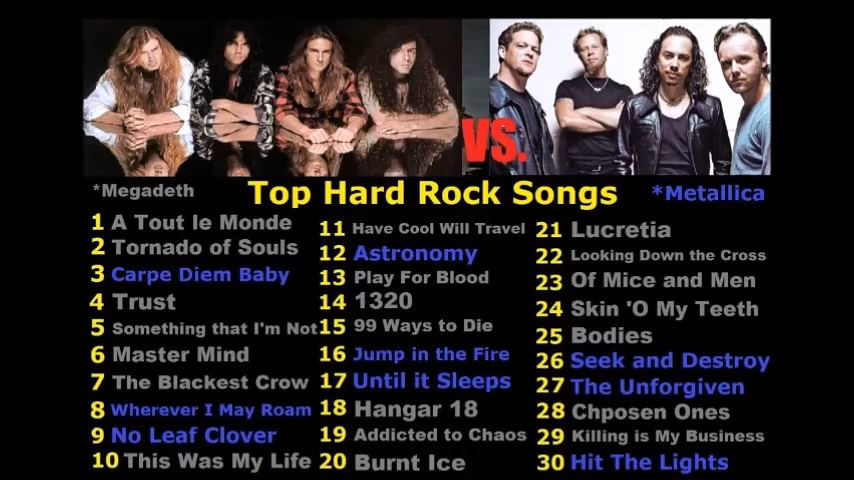 VS.
*Megadeth
Top Hard Rock Songs
*Metallica
1 A Tout le Monde
2 Tornado of Souls
3 Carpe Diem Baby
4 Trust
5 Something that I'm Not
6 Master Mind
7 The Blackest Crow
8 Wherever I May Roam
9 No Leaf Clover
10 This Was My Life
11 Have Cool Will Travel
12 Astronomy
13 Play For Blood
14 1320
15 99 Ways to Die
16 Jump in the Fire
17 Until it Sleeps
18 Hangar 18
19 Addicted to Chaos
20 Burnt Ice
21 Lucretia
22 Looking Down the Cross
23 Of Mice and Men
24 Skin 'O My Teeth
25 Bodies
26 Seek and Destroy
27 The Unforgiven
28 Chposen Ones
29 Killing is My Business
30 Hit The Lights